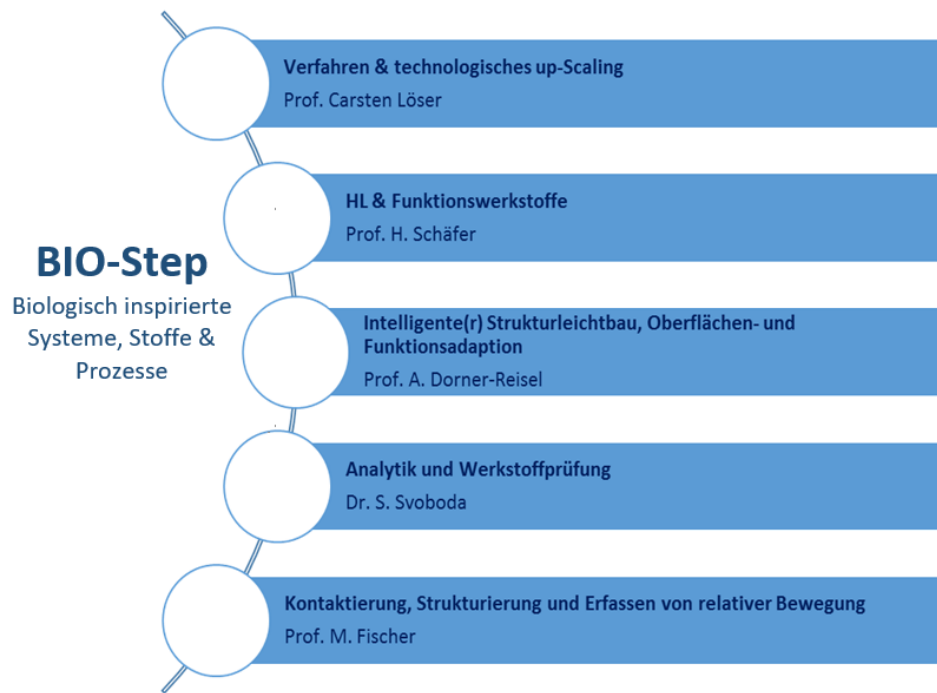 BIO-Step
Biologisch inspirierte
Systeme, Stoffe &
Prozesse
Verfahren & technologisches up-Scaling
Prof. Carsten Löser
HL & Funktionswerkstoffe
Prof. H. Schäfer
Intelligente(r) Strukturleichtbau, Oberflächen- und
Funktionsadaption
Prof. A. Dorner-Reisel
Analytik und Werkstoffprüfung
Dr. S. Svoboda
Kontaktierung, Strukturierung und Erfassen von relativer Bewegung
Prof. M. Fischer